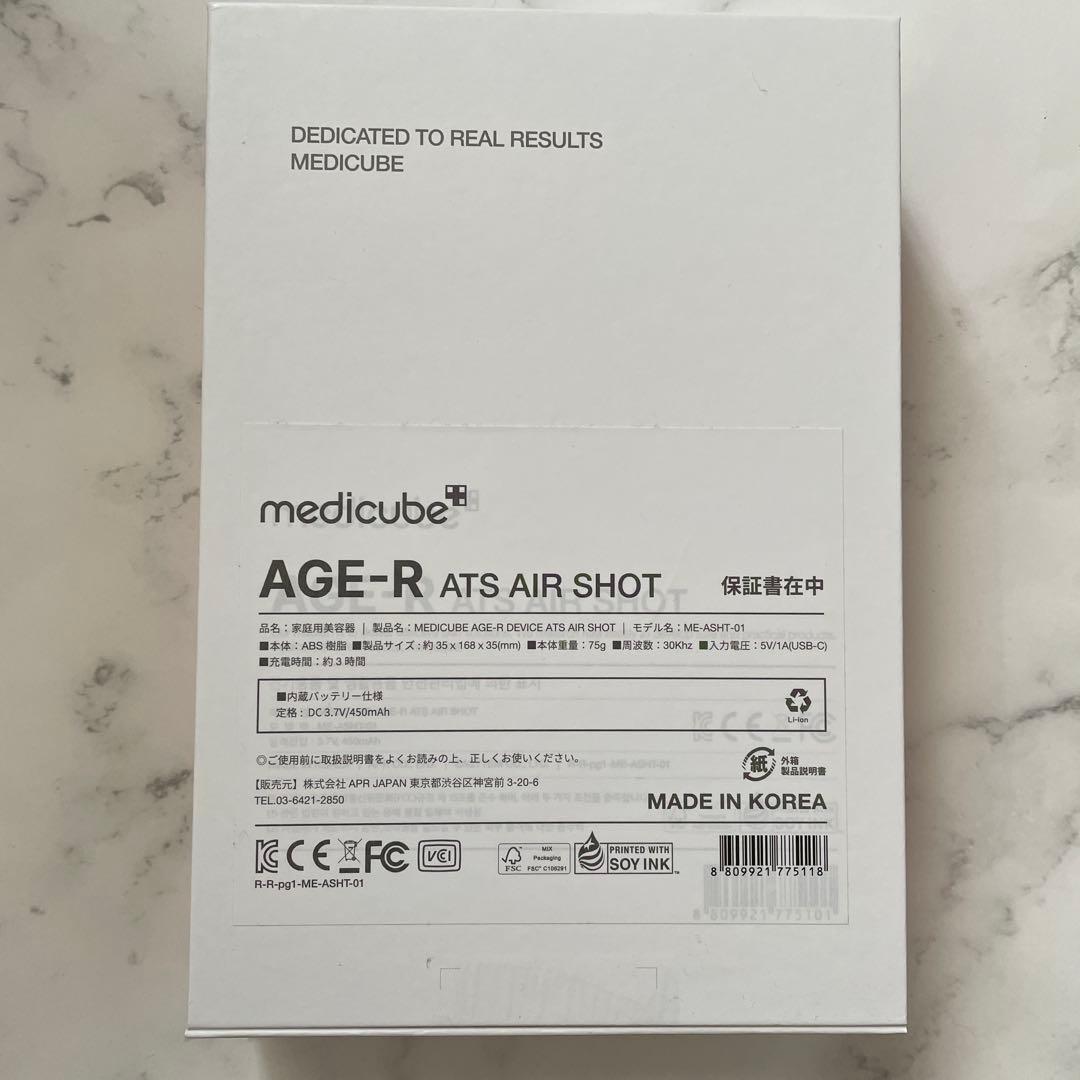 DEDICATED TO REAL RESULTS
MEDICUBE
medicube
AGE-R ATS AIR SHOT 保証書在中
品名：家庭用美容器 | 製品名：MEDICUBE AGE-R DEVICE ATS AIR SHOT | モデル名：ME-ASHT-01
■本体：ABS 樹脂 ■製品サイズ：約 35 x 168 x 35(mm) ■本体重量：75g ■周波数：30Khz ■入力電圧：5V/1A(USB-C)
■充電時間：約 3 時間
■内蔵バッテリー仕様
定格：DC 3.7V/450mAh
Li-ion
◎ご使用前に取扱説明書をよくお読みの上、正しくお使いください。
紙 外箱
製品説明書
【販売元】株式会社 APR JAPAN 東京都渋谷区神宮前 3-20-6
TEL.03-6421-2850
MADE IN KOREA
KC CE FC VCCI
R-R-pg1-ME-ASHT-01
FSC
MIX
Packaging
FSC® C106291
PRINTED WITH
SOY INK™
8 809921 775118
8 809921 775101